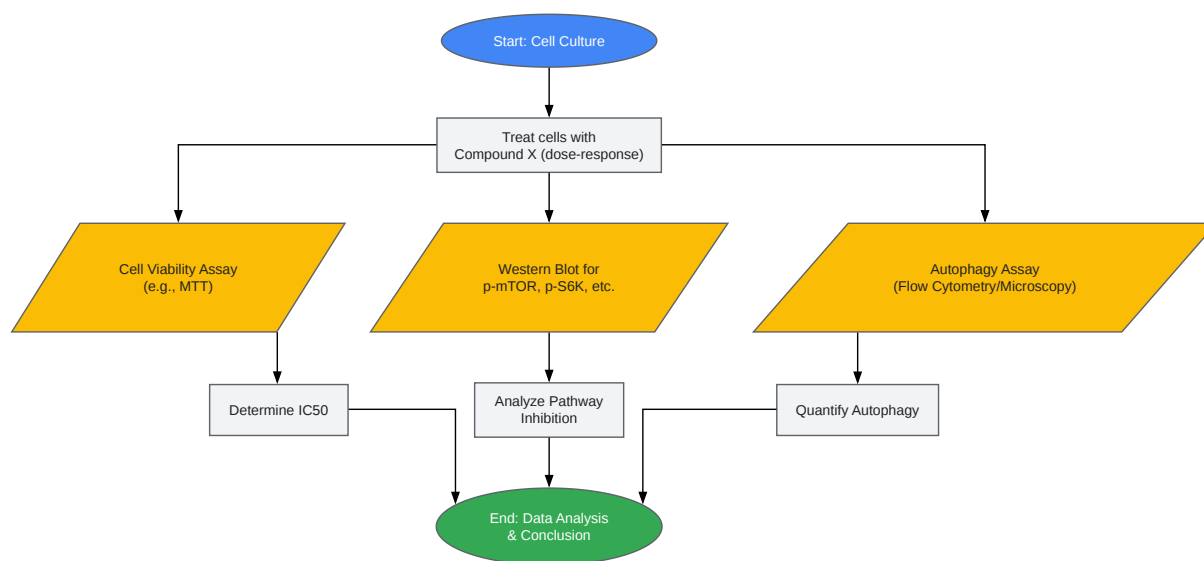 Start: Cell Culture
Treat cells with
Compound X (dose-response)
Cell Viability Assay
(e.g., MTT)
Western Blot for
p-mTOR, p-S6K, etc.
Autophagy Assay
(Flow Cytometry/Microscopy)
Determine IC50
Analyze Pathway
Inhibition
Quantify Autophagy
End: Data Analysis
& Conclusion